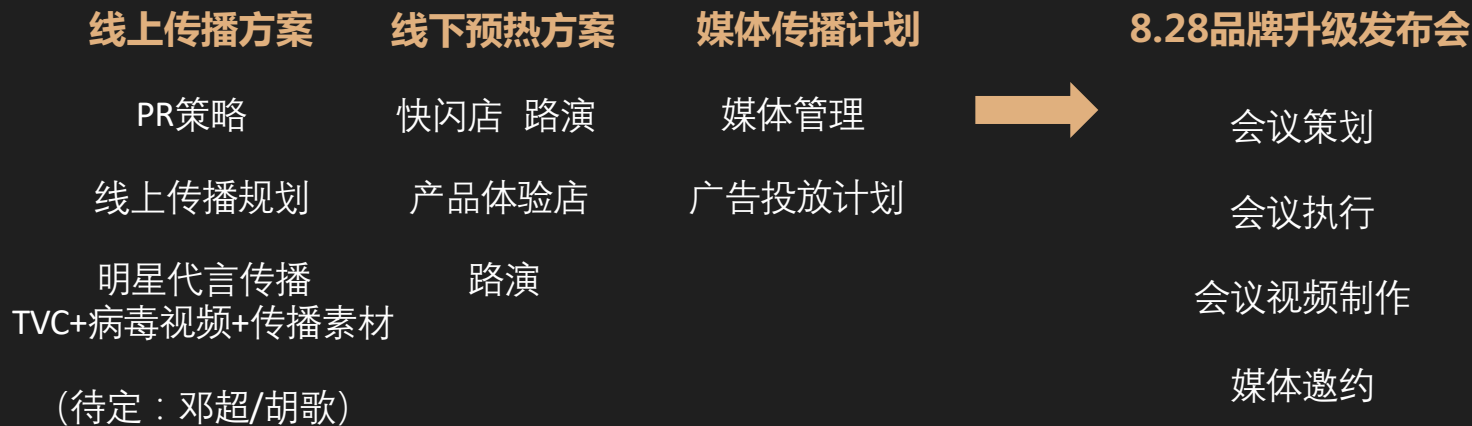 线上传播方案
PR策略
线上传播规划
明星代言传播
TVC+病毒视频+传播素材
（待定：邓超/胡歌）
线下预热方案
快闪店 路演
产品体验店
路演
媒体传播计划
媒体管理
广告投放计划
8.28品牌升级发布会
会议策划
会议执行
会议视频制作
媒体邀约